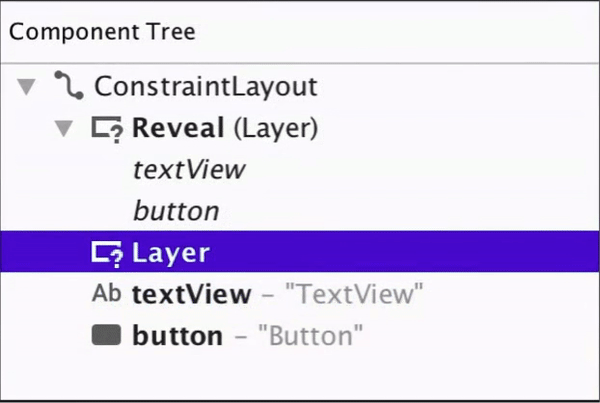 Component Tree
ConstraintLayout
Reveal (Layer)
textView
button
Layer
Ab textView – "TextView"
button – "Button"